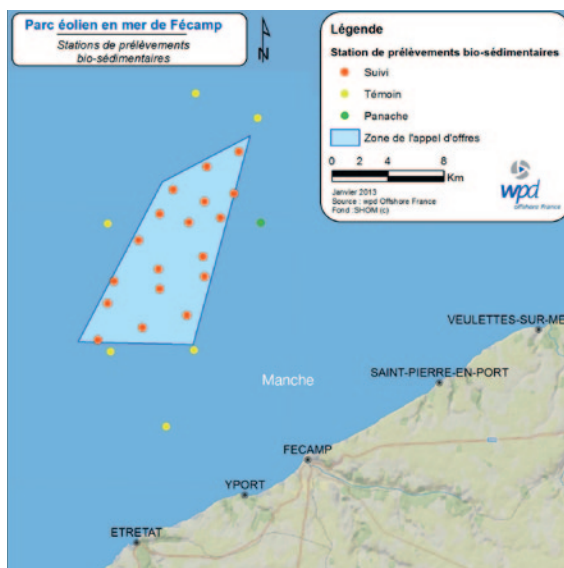 Parc éolien en mer de Fécamp
Stations de prélèvements
bio-sédimentaires
N
Légende
Station de prélèvements bio-sédimentaires
Suivi
Témoin
Panache
Zone de l'appel d'offres
0 2 4 8
Km
Janvier 2013
Source : wpd Offshore France
Fond :SHOM (c)
wpd
offshore France
VEULETTES-SUR-ME
SAINT-PIERRE-EN-PORT
Manche
FECAMP
YPORT
ETRETAT